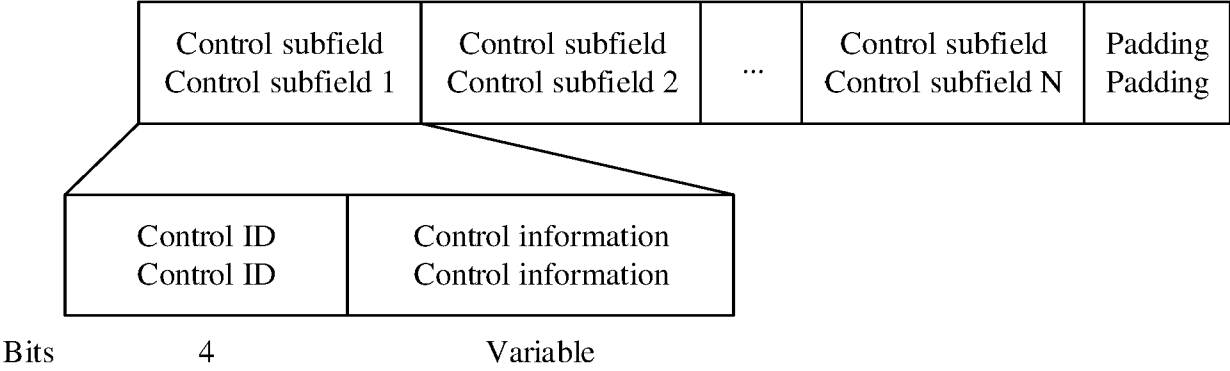 Control subfield
Control subfield 1
Control subfield
Control subfield 2
...
Control subfield
Control subfield N
Padding
Padding
Control ID
Control ID
Control information
Control information
Bits 4 Variable